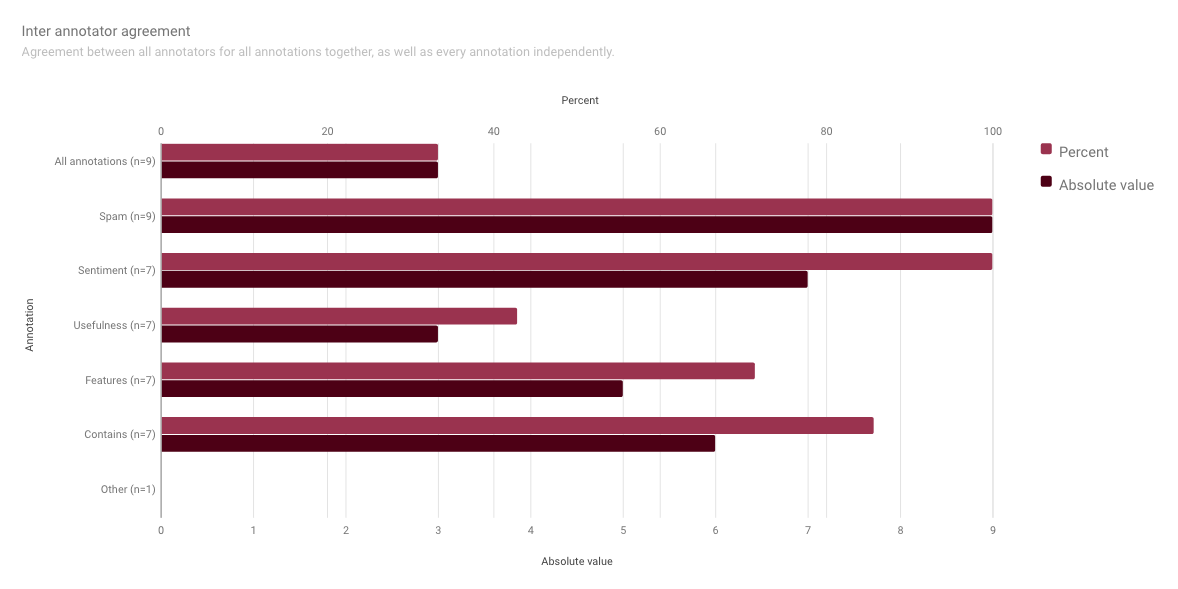 Inter annotator agreement
Agreement between all annotators for all annotations together, as well as every annotation independently.
Percent
0 20 40 60 80 100
Percent
Absolute value
All annotations (n=9)
Spam (n=9)
Sentiment (n=7)
Usefulness (n=7)
Features (n=7)
Contains (n=7)
Other (n=1)
Annotation
0 1 2 3 4 5 6 7 8 9
Absolute value